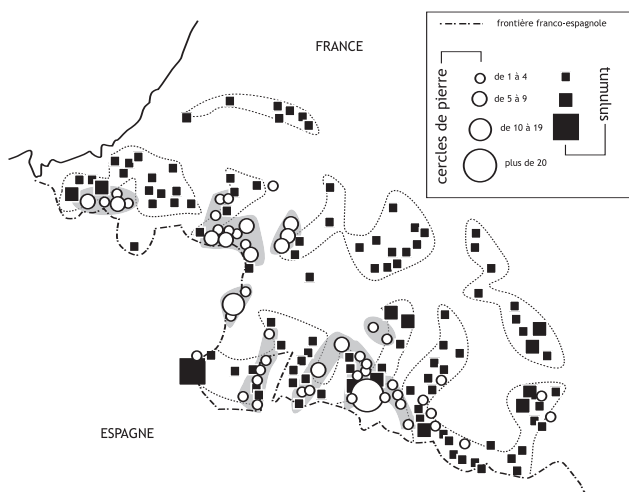 FRANCE
ESPAGNE
frontière franco-espagnole
cercles de pierre
de 1 à 4
de 5 à 9
de 10 à 19
plus de 20
tumulus